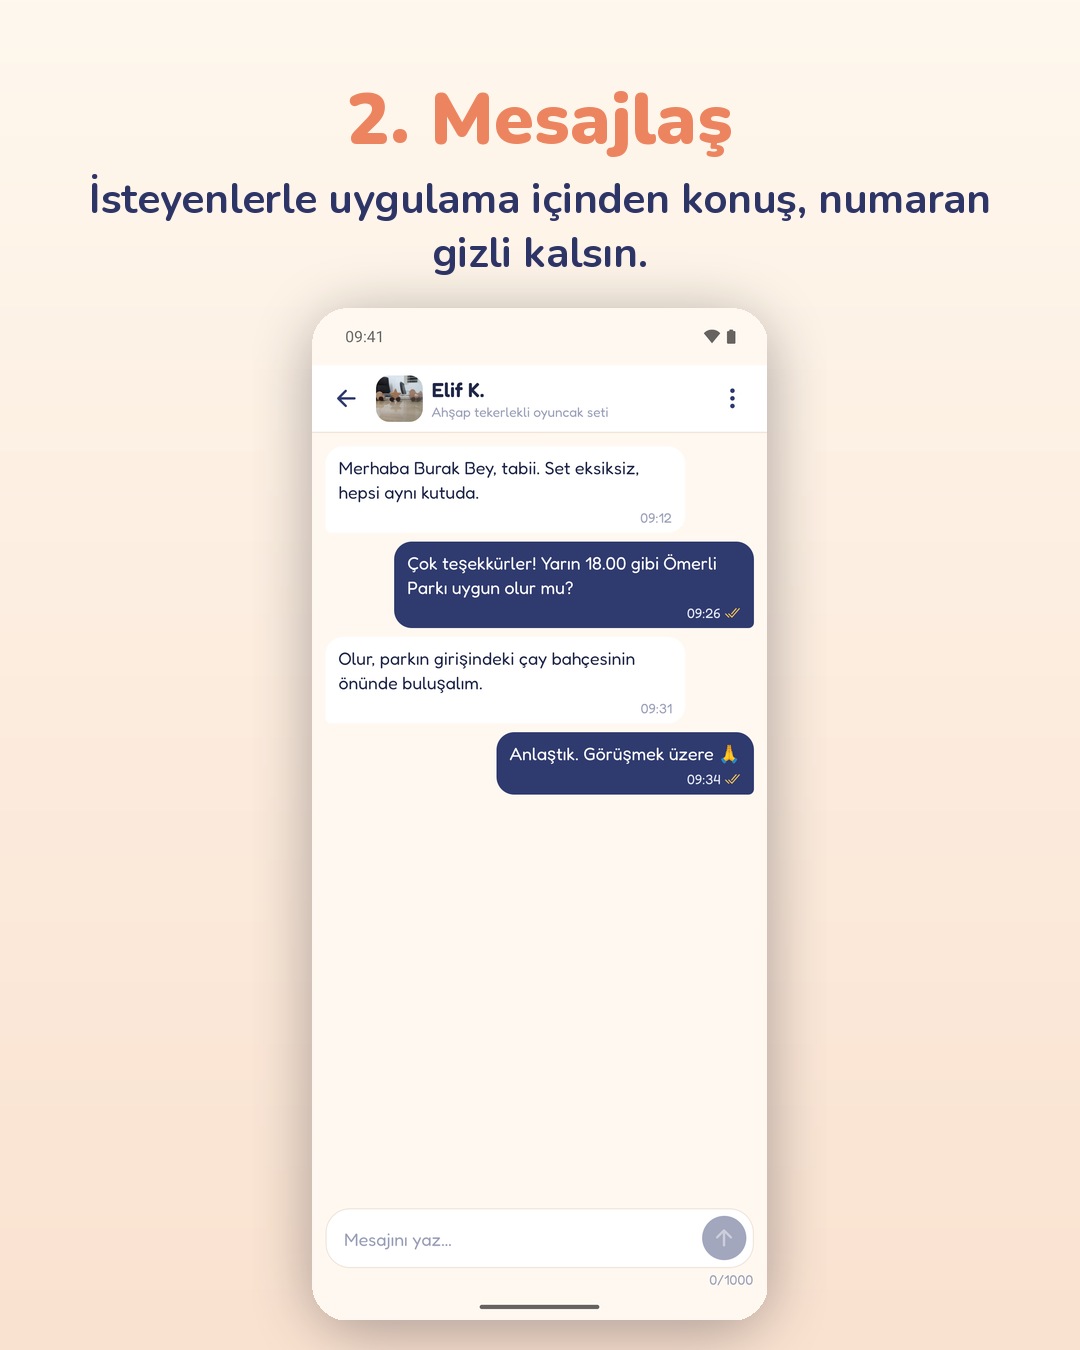 2. Mesajlaş
İsteyenlerle uygulama içinden konuş, numaran
gizli kalsın.
09:41
Elif K.
Ahşap tekerlekli oyuncak seti
Merhaba Burak Bey, tabii. Set eksiksiz,
hepsi aynı kutuda.
09:12
Çok teşekkürler! Yarın 18.00 gibi Ömerli
Parkı uygun olur mu?
09:26
Olur, parkın girişindeki çay bahçesinin
önünde buluşalım.
09:31
Anlaştık. Görüşmek üzere 🙏
09:34
Mesajını yaz...
0/1000